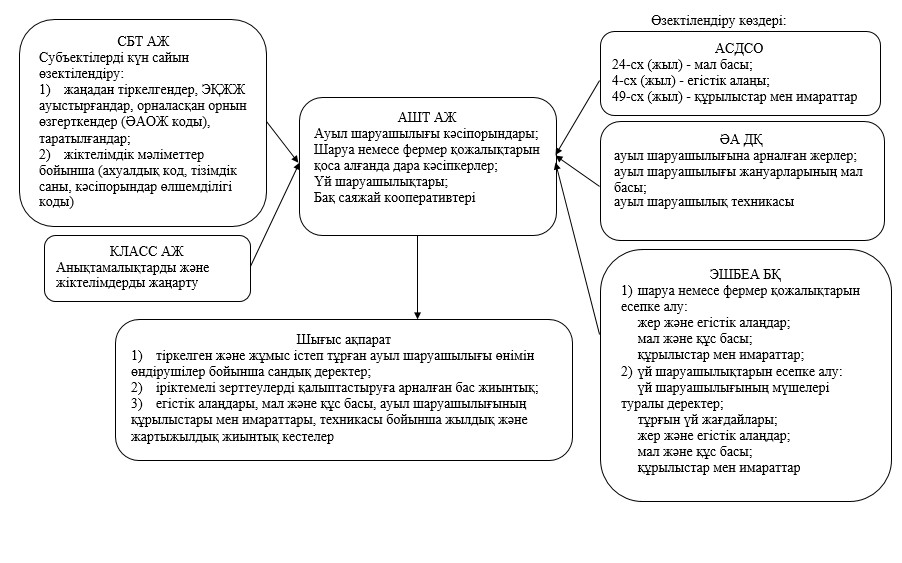 СБТ АЖ
Субъектілерді күн сайын
өзектілендіру:
1) жаңадан тіркелгендер, ЭҚЖЖ
ауыстырғандар, орналасқан орнын
өзгерткендер (ӘАОЖ коды),
таратылғандар;
2) жіктелімдік мәліметтер
бойынша (ахуалдық код, тізімдік
саны, кәсіпорындар өлшемділігі
коды)
КЛАСС АЖ
Анықтамалықтарды және
жіктелімдерды жаңарту
АШТ АЖ
Ауыл шаруашылығы кәсіпорындары;
Шаруа немесе фермер қожалықтарын
қоса алғанда дара кәсіпкерлер;
Үй шаруашылықтары;
Бақ саяжай кооперативтері
Өзектілендіру көздері:
АСДСО
24-сх (жыл) - мал басы;
4-сх (жыл) - егістік алаңы;
49-сх (жыл) - құрылыстар мен имараттар
ӘА ДҚ
ауыл шаруашылығына арналған жерлер;
ауыл шаруашылығы жануарларының мал
басы;
ауыл шаруашылық техникасы
ЭШБЕА БҚ
1) шаруа немесе фермер қожалықтарын
есепке алу:
жер және егістік алаңдар;
мал және құс басы;
құрылыстар мен имараттар;
2) үй шаруашылықтарын есепке алу:
үй шаруашылығының мүшелері
туралы деректер;
тұрғын үй жағдайлары;
жер және егістік алаңдар;
мал және құс басы;
құрылыстар мен имараттар
Шығыс ақпарат
1) тіркелген және жұмыс істеп тұрған ауыл шаруашылығы өнімін
өндірушілер бойынша сандық деректер;
2) іріктемелі зерттеулерді қалыптастыруға арналған бас жиынтық;
3) егістік алаңдары, мал және құс басы, ауыл шаруашылығының
құрылыстары мен имараттары, техникасы бойынша жылдық және
жартыжылдық жиынтық кестелер